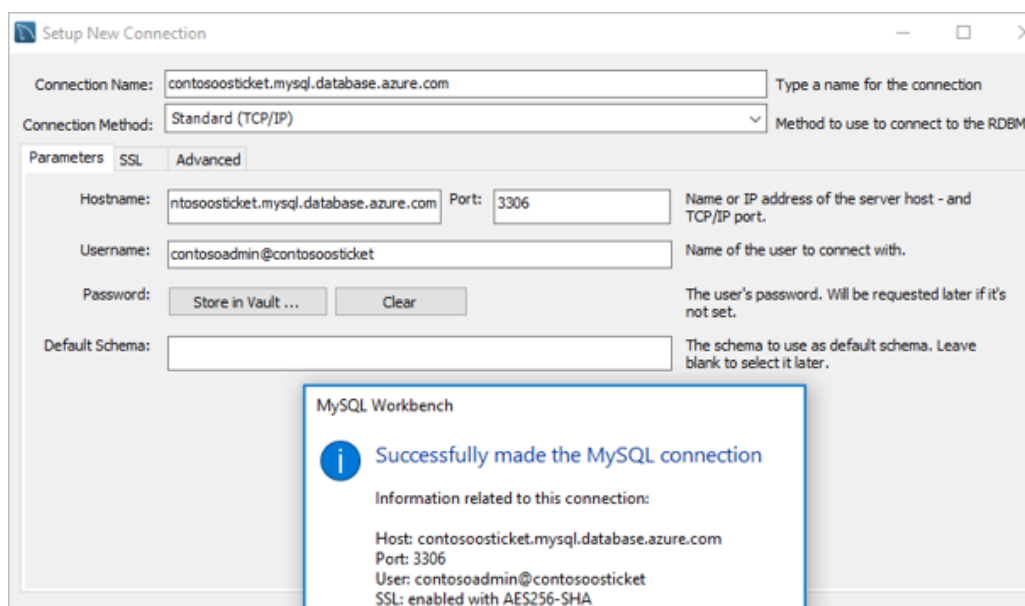 Setup New Connection
Connection Name: contosoosticket.mysql.database.azure.com Type a name for the connection
Connection Method: Standard (TCP/IP) Method to use to connect to the RDBM
Parameters SSL Advanced
Hostname: ntosoosticket.mysql.database.azure.com Port: 3306 Name or IP address of the server host - and
TCP/IP port.
Username: contosoadmin@contosoosticket Name of the user to connect with.
Password: Store in Vault ... Clear The user's password. Will be requested later if it's
not set.
Default Schema: The schema to use as default schema. Leave
blank to select it later.
MySQL Workbench
Successfully made the MySQL connection
Information related to this connection:
Host: contosoosticket.mysql.database.azure.com
Port: 3306
User: contosoadmin@contosoosticket
SSL: enabled with AES256-SHA